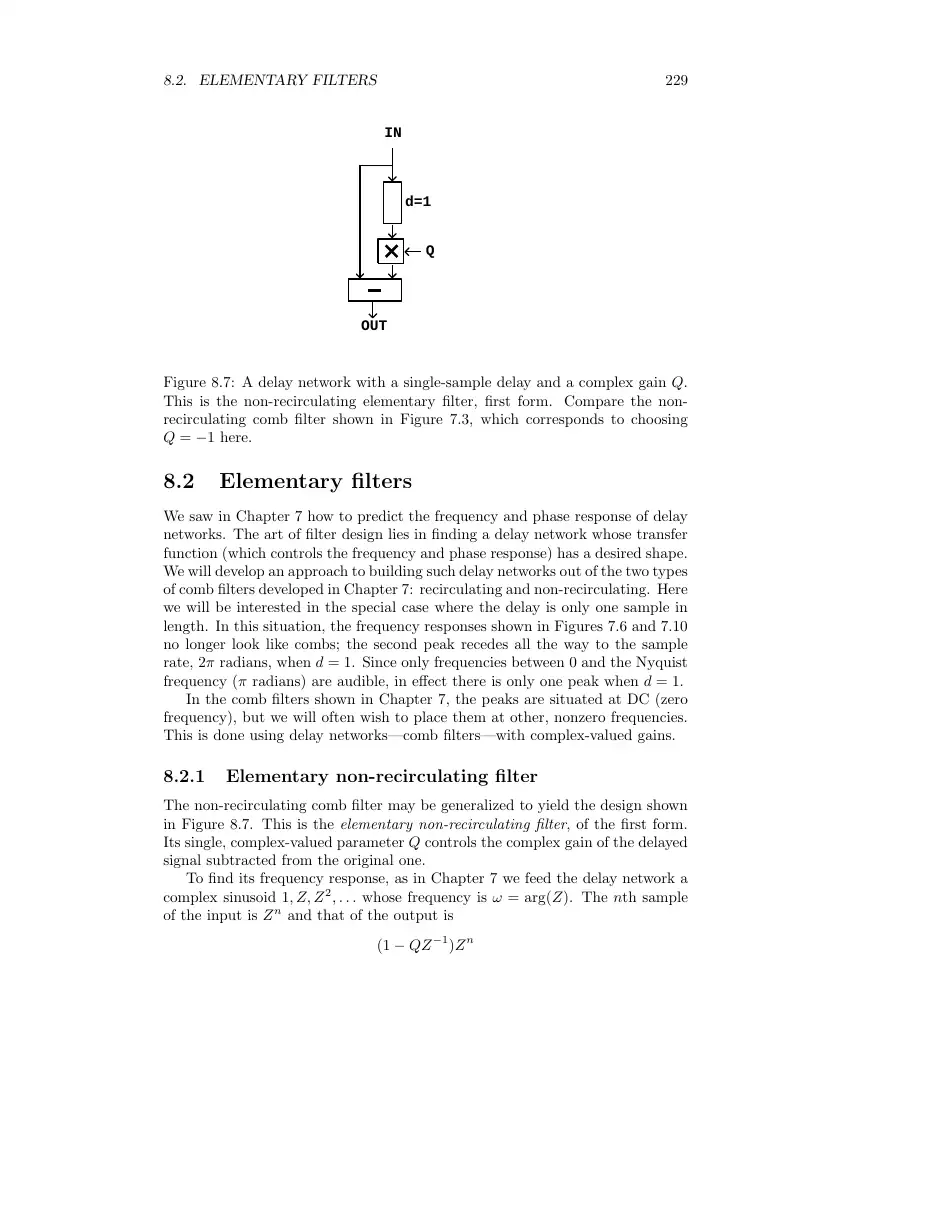 8.2. ELEMENTARY FILTERS 229
IN
d=1
Q
OUT
Figure 8.7: A delay network with a single-sample delay and a complex gain Q.
This is the non-recirculating elementary filter, first form. Compare the non-
recirculating comb filter shown in Figure 7.3, which corresponds to choosing
Q = −1 here.
8.2 Elementary filters
We saw in Chapter 7 how to predict the frequency and phase response of delay
networks. The art of filter design lies in finding a delay network whose transfer
function (which controls the frequency and phase response) has a desired shape.
We will develop an approach to building such delay networks out of the two types
of comb filters developed in Chapter 7: recirculating and non-recirculating. Here
we will be interested in the special case where the delay is only one sample in
length. In this situation, the frequency responses shown in Figures 7.6 and 7.10
no longer look like combs; the second peak recedes all the way to the sample
rate, 2π radians, when d = 1. Since only frequencies between 0 and the Nyquist
frequency (π radians) are audible, in effect there is only one peak when d = 1.
In the comb filters shown in Chapter 7, the peaks are situated at DC (zero
frequency), but we will often wish to place them at other, nonzero frequencies.
This is done using delay networks—comb filters—with complex-valued gains.
8.2.1 Elementary non-recirculating filter
The non-recirculating comb filter may be generalized to yield the design shown
in Figure 8.7. This is the elementary non-recirculating filter, of the first form.
Its single, complex-valued parameter Q controls the complex gain of the delayed
signal subtracted from the original one.
To find its frequency response, as in Chapter 7 we feed the delay network a
complex sinusoid 1, Z, Z², . . . whose frequency is ω = arg(Z). The nth sample
of the input is Zⁿ and that of the output is
(1 − QZ⁻¹)Zⁿ